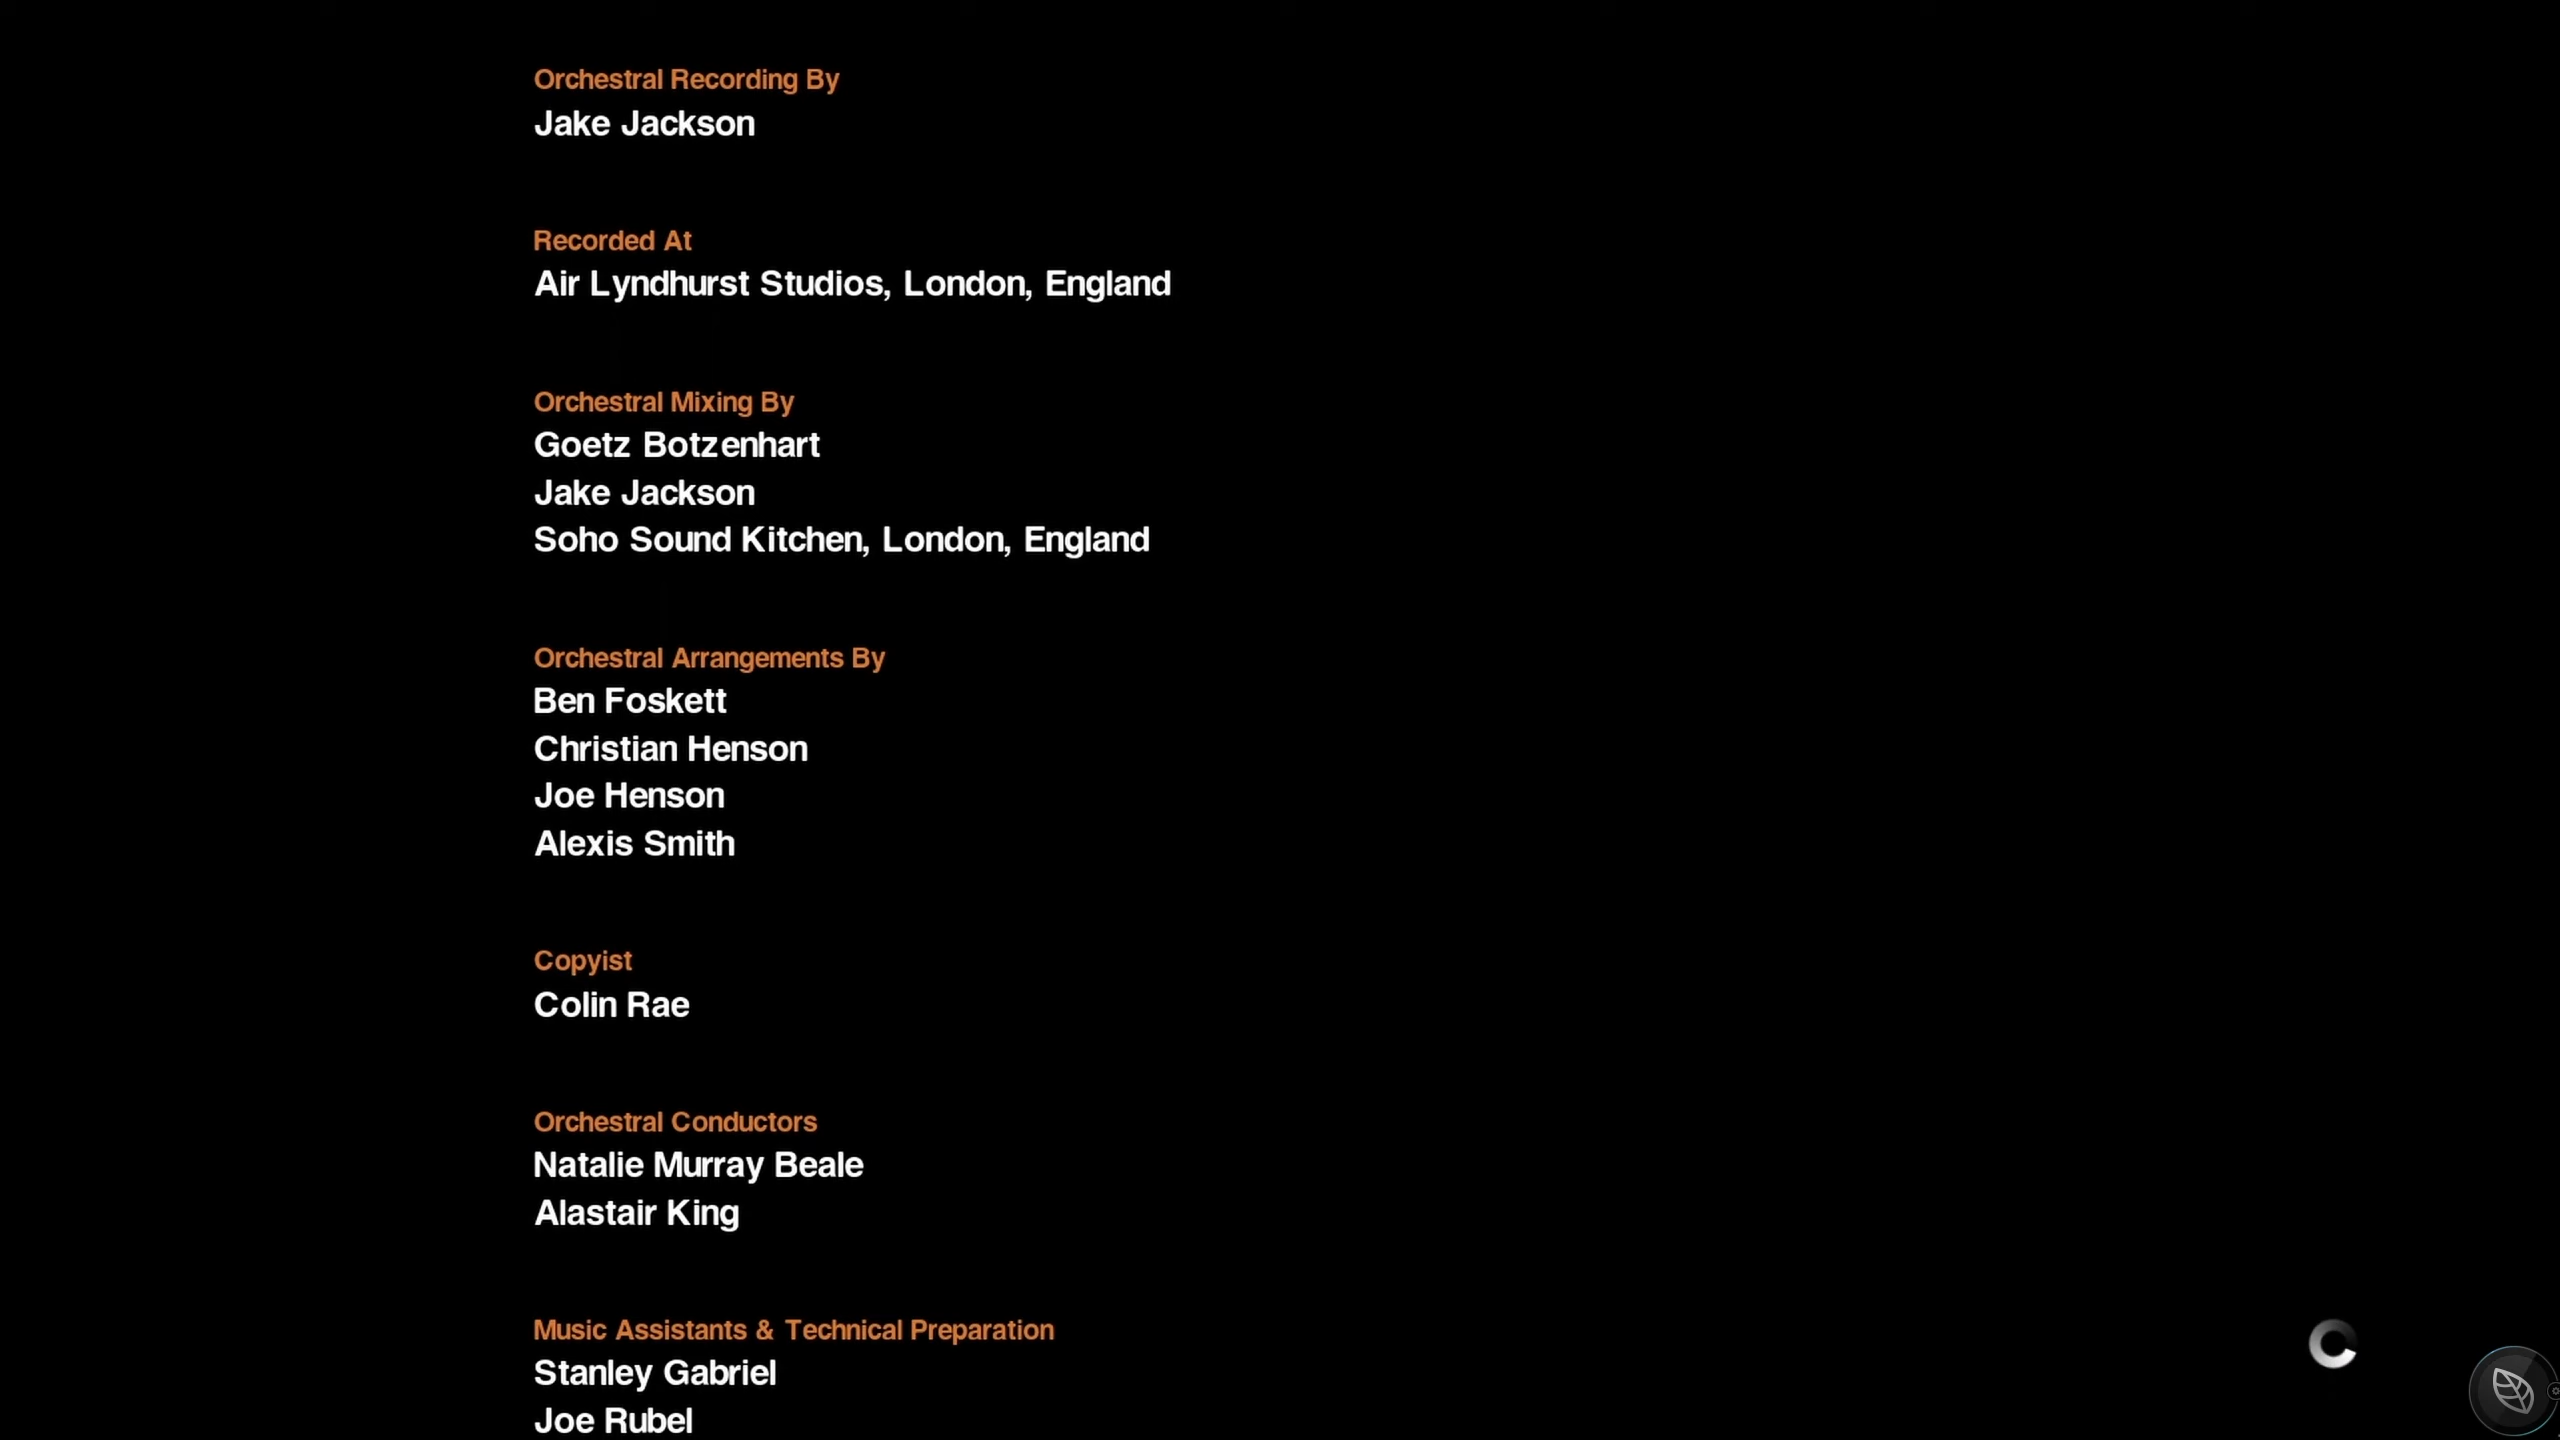 Orchestral Recording By
Jake Jackson
Recorded At
Air Lyndhurst Studios, London, England
Orchestral Mixing By
Goetz Botzenhart
Jake Jackson
Soho Sound Kitchen, London, England
Orchestral Arrangements By
Ben Foskett
Christian Henson
Joe Henson
Alexis Smith
Copyist
Colin Rae
Orchestral Conductors
Natalie Murray Beale
Alastair King
Music Assistants & Technical Preparation
Stanley Gabriel
Joe Rubel